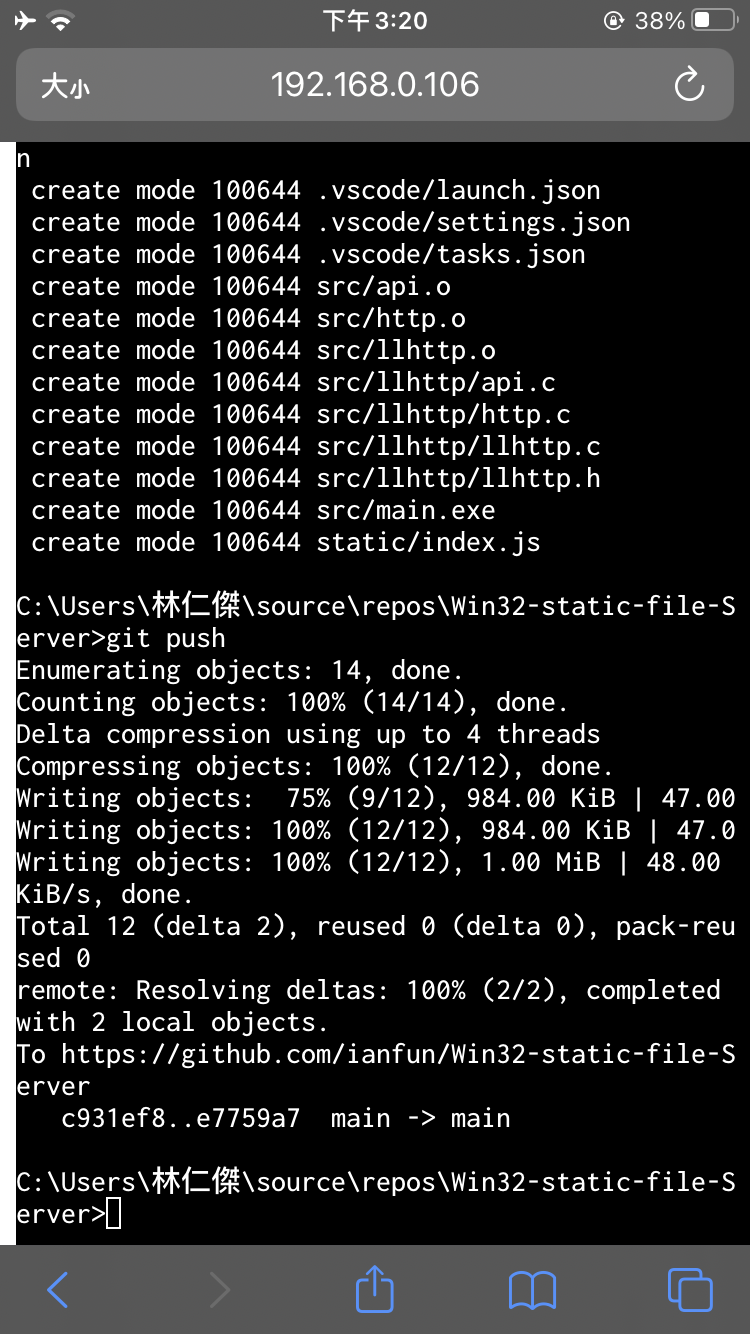 下午3:20
38%
大小
192.168.0.106
n
 create mode 100644 .vscode/launch.json
 create mode 100644 .vscode/settings.json
 create mode 100644 .vscode/tasks.json
 create mode 100644 src/api.o
 create mode 100644 src/http.o
 create mode 100644 src/llhttp.o
 create mode 100644 src/llhttp/api.c
 create mode 100644 src/llhttp/http.c
 create mode 100644 src/llhttp/llhttp.c
 create mode 100644 src/llhttp/llhttp.h
 create mode 100644 src/main.exe
 create mode 100644 static/index.js
C:\Users\林仁傑\source\repos\Win32-static-file-S
erver>git push
Enumerating objects: 14, done.
Counting objects: 100% (14/14), done.
Delta compression using up to 4 threads
Compressing objects: 100% (12/12), done.
Writing objects:  75% (9/12), 984.00 KiB | 47.00
Writing objects: 100% (12/12), 984.00 KiB | 47.0
Writing objects: 100% (12/12), 1.00 MiB | 48.00
KiB/s, done.
Total 12 (delta 2), reused 0 (delta 0), pack-reu
sed 0
remote: Resolving deltas: 100% (2/2), completed
with 2 local objects.
To https://github.com/ianfun/Win32-static-file-S
erver
   c931ef8..e7759a7  main -> main
C:\Users\林仁傑\source\repos\Win32-static-file-S
erver>